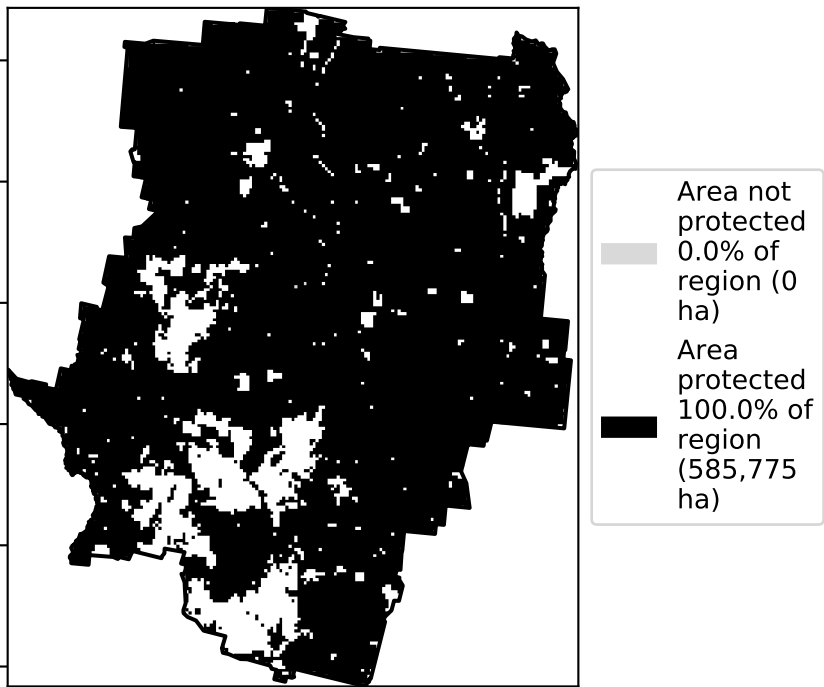 Area not
protected
0.0% of
region (0
ha)
Area
protected
100.0% of
region
(585,775
ha)